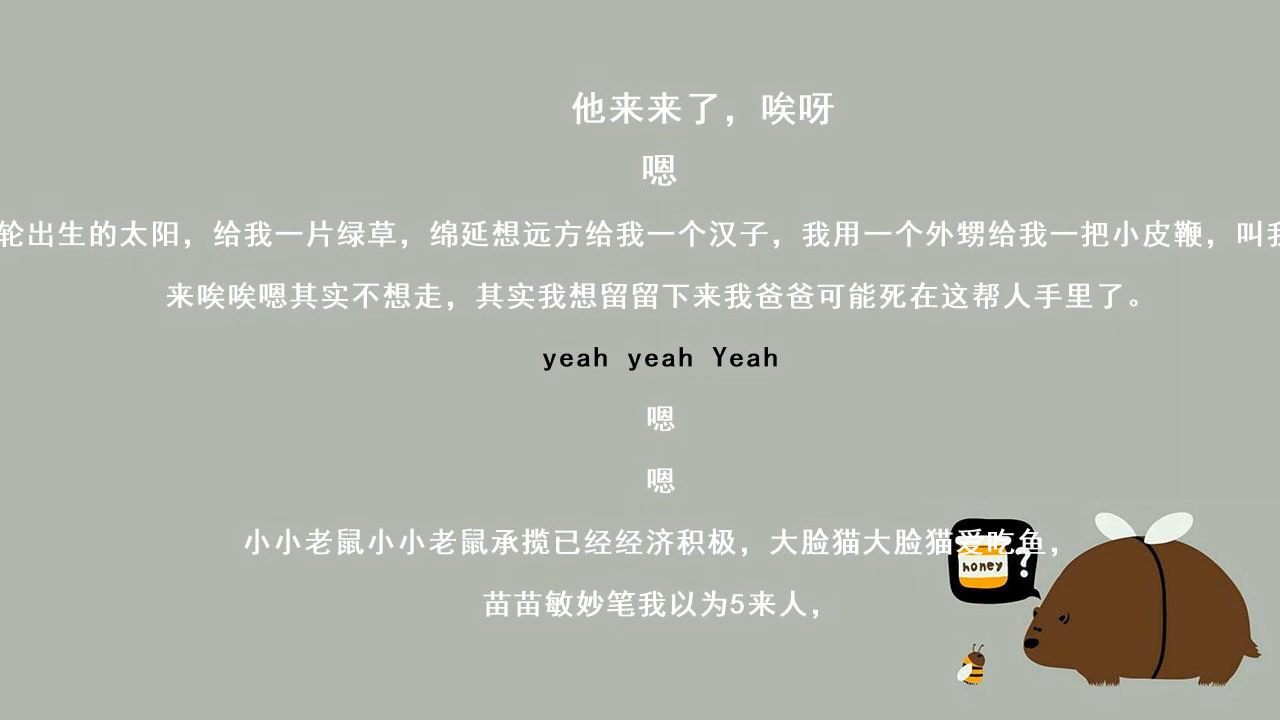 他来来了，唉呀
嗯
轮出生的太阳，给我一片绿草，绵延想远方给我一个汉子，我用一个外甥给我一把小皮鞭，叫我
来唉唉嗯其实不想走，其实我想留留下来我爸爸可能死在这帮人手里了。
yeah yeah Yeah
嗯
嗯
小小老鼠小小老鼠承揽已经经济积极，大脸猫大脸猫爱吃鱼，
honey
?
苗苗敏妙笔我以为5来人，